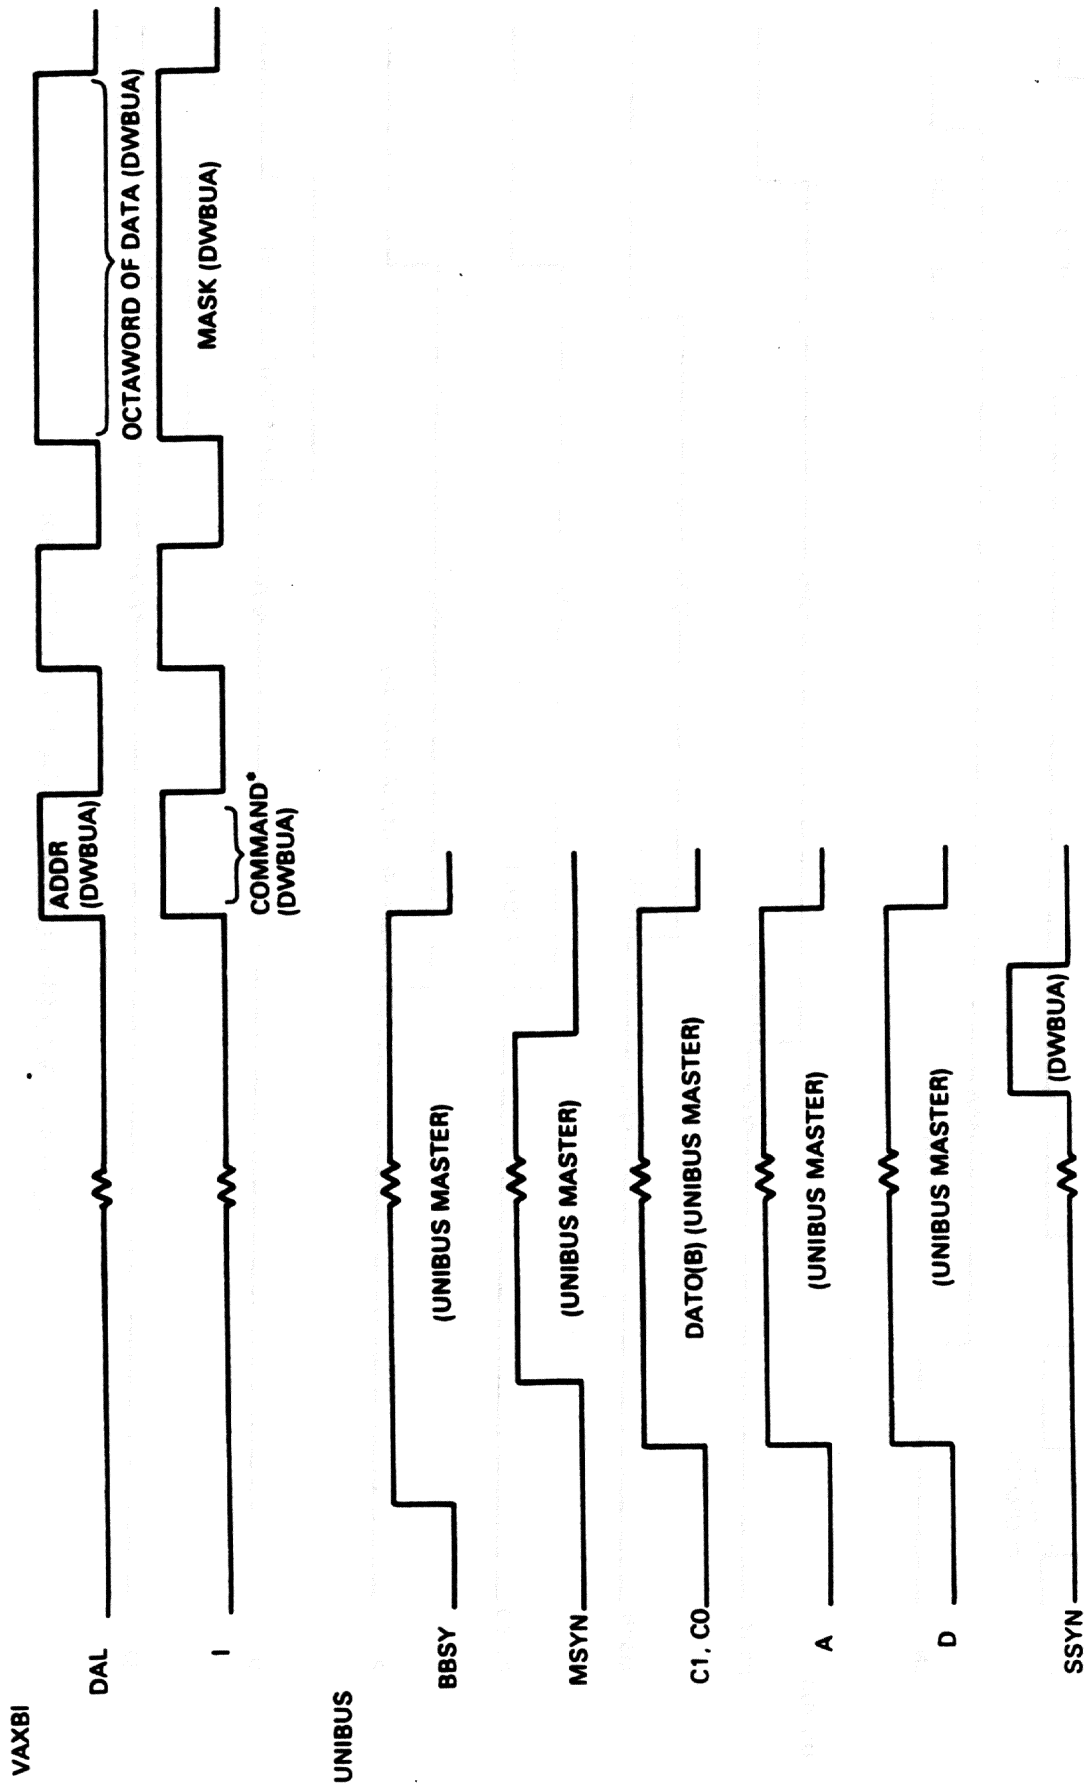 VAXBI
DAL
ADDR
(DWBUA)
OCTAWORD OF DATA (DWBUA)
I
COMMAND*
(DWBUA)
MASK (DWBUA)
UNIBUS
BBSY
(UNIBUS MASTER)
MSYN
(UNIBUS MASTER)
C1, C0
DATO(B) (UNIBUS MASTER)
A
(UNIBUS MASTER)
D
(UNIBUS MASTER)
SSYN
(DWBUA)